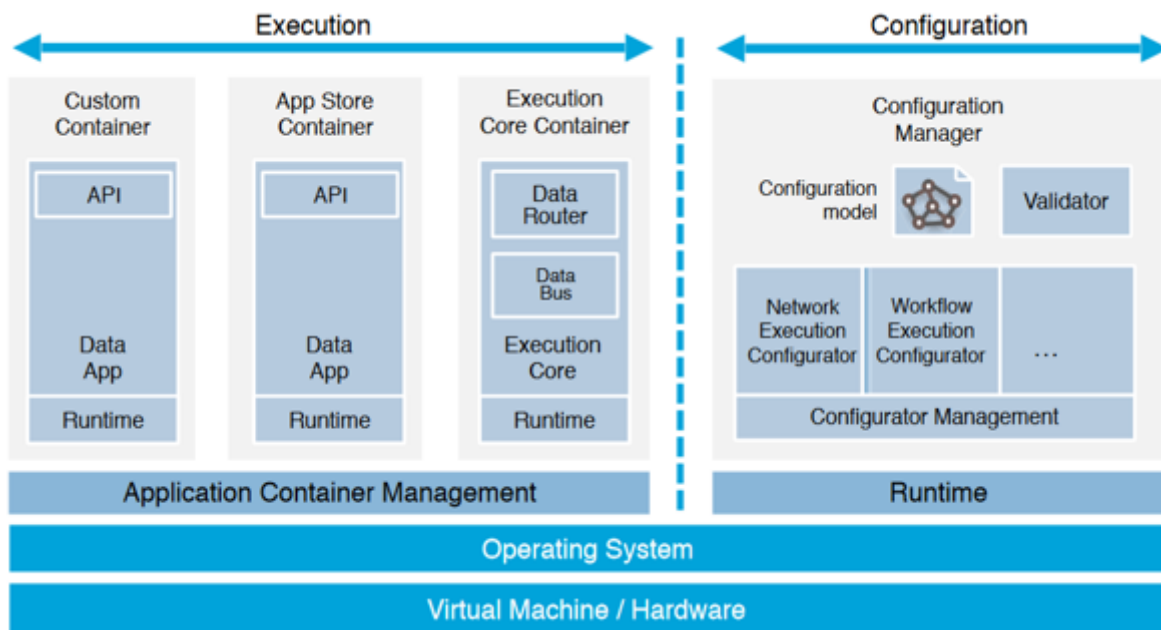 Execution
Configuration
Custom
Container
API
Data
App
Runtime
App Store
Container
API
Data
App
Runtime
Execution
Core Container
Data
Router
Data
Bus
Execution
Core
Runtime
Configuration
Manager
Configuration
model
Validator
Network
Execution
Configurator
Workflow
Execution
Configurator
...
Configurator Management
Application Container Management
Runtime
Operating System
Virtual Machine / Hardware